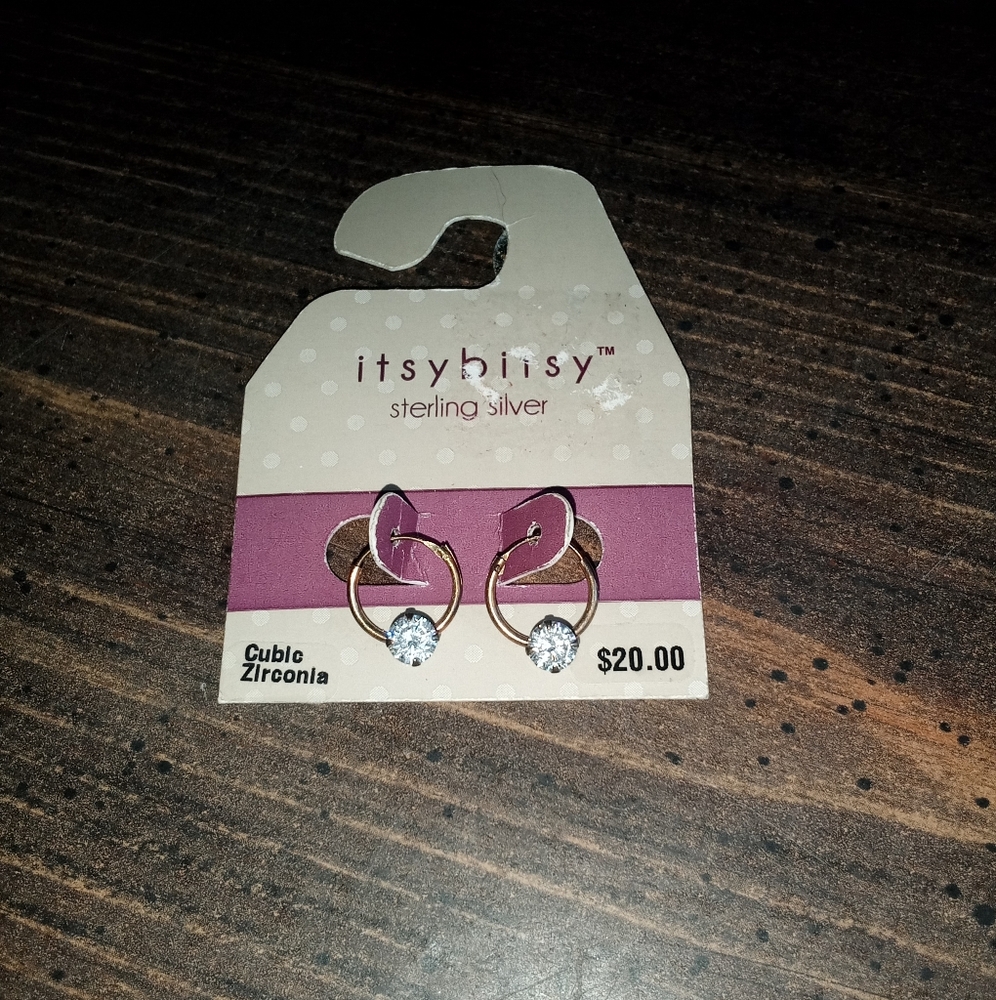 itsybitsy™
sterling silver
Cubic
Zirconia
$20.00